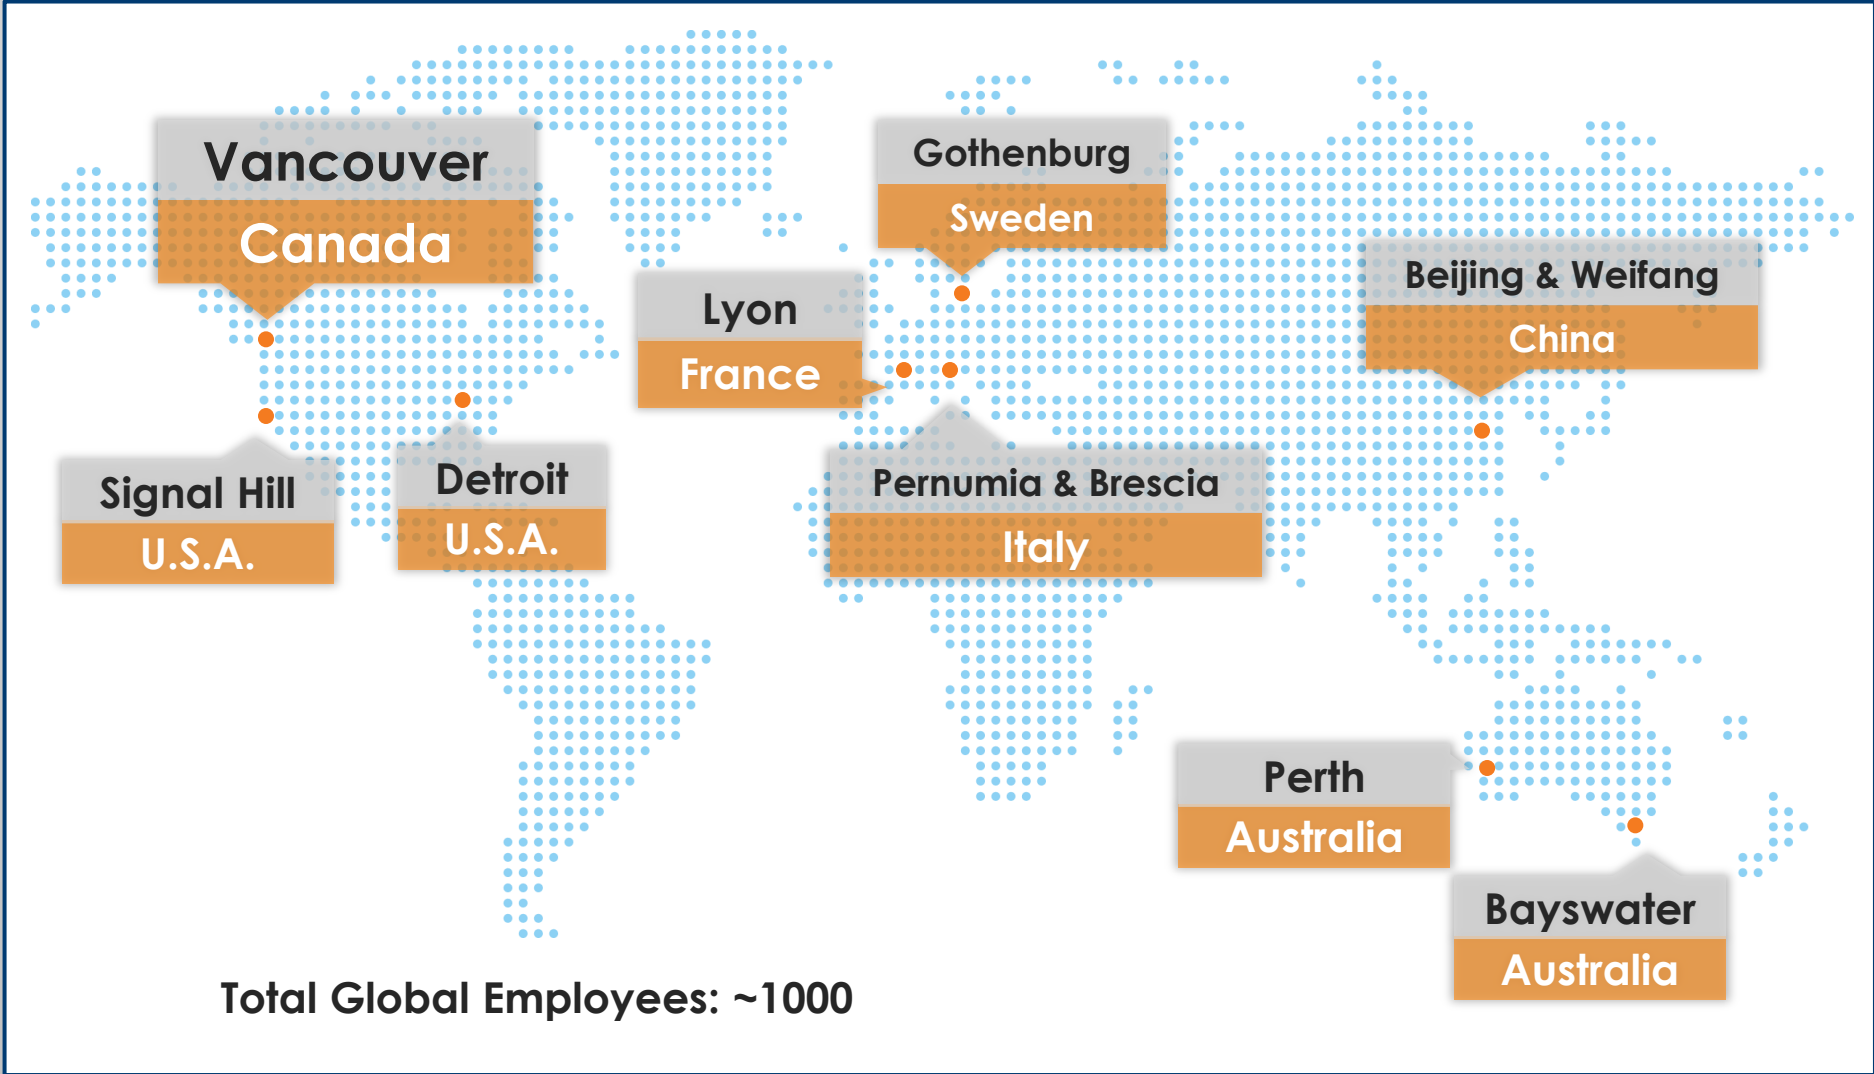 Vancouver
Canada
Gothenburg
Sweden
Beijing & Weifang
China
Lyon
France
Signal Hill
U.S.A.
Detroit
U.S.A.
Pernumia & Brescia
Italy
Perth
Australia
Bayswater
Australia
Total Global Employees: ~1000